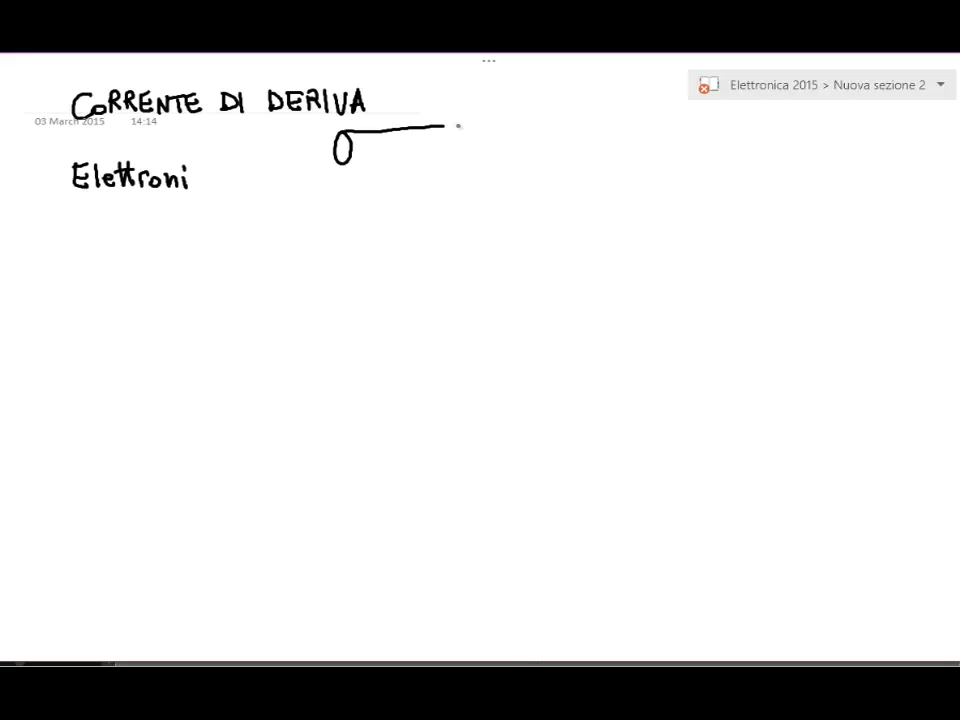 Elettronica 2015 > Nuova sezione 2
CORRENTE DI DERIVA
03 March 2015 14:14
Elettroni